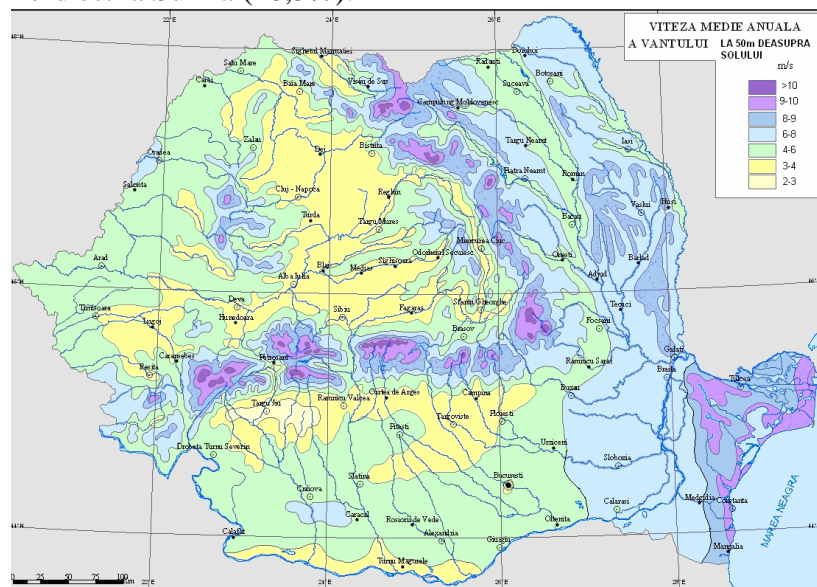 VITEZA MEDIE ANUALA
A VANTULUI LA 50m DEASUPRA
SOLULUI
m/s
>10
9-10
8-9
6-8
4-6
3-4
2-3
22°E
24°E
26°E
28°E
Sighetul Marmatiei
Dorohoi
Satu Mare
Radauti
Botosani
Carei
Baia Mare
Viseu de Sus
Suceava
Campulung Moldovenesc
Zalau
Dej
Bistrita
Targu Neamt
Iasi
Oradea
Piatra Neamt
Roman
Salonta
Cluj - Napoca
Reghin
Vaslui
Husi
Turda
Targu Mures
Bacau
Miercurea Ciuc
Odorheiul Secuiesc
Arad
Blaj
Medias
Sighisoara
Onesti
Barlad
Alba Iulia
Adjud
Deva
Timisoara
Lugoj
Hunedoara
Sibiu
Fagaras
Sfantu Gheorghe
Tecuci
Focsani
Brasov
Caransebes
Petrosani
Galati
Resita
Ramnicu Sarat
Braila
Tulcea
Curtea de Arges
Campina
Buzau
Targu Jiu
Ramnicu Valcea
Targoviste
Ploiesti
Pitesti
Drobeta Turnu Severin
Urziceni
Slobozia
Slatina
Bucuresti
Craiova
Calarasi
Medgidia
Constanta
Caracal
Rosiorii de Vede
Oltenita
Calafat
Alexandria
Giurgiu
Mangalia
Turnu Magurele
MAREA NEAGRA
0 25 50 75 100
Km